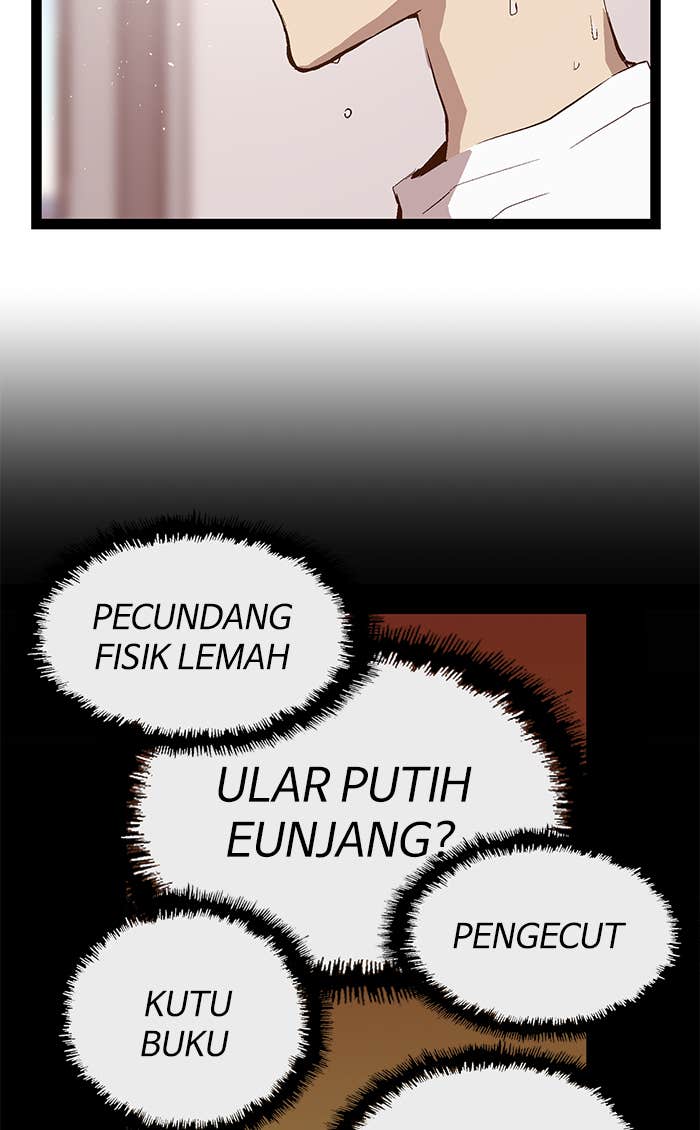 PECUNDANG
FISIK LEMAH
ULAR PUTIH
EUNJANG?
PENGECUT
KUTU
BUKU